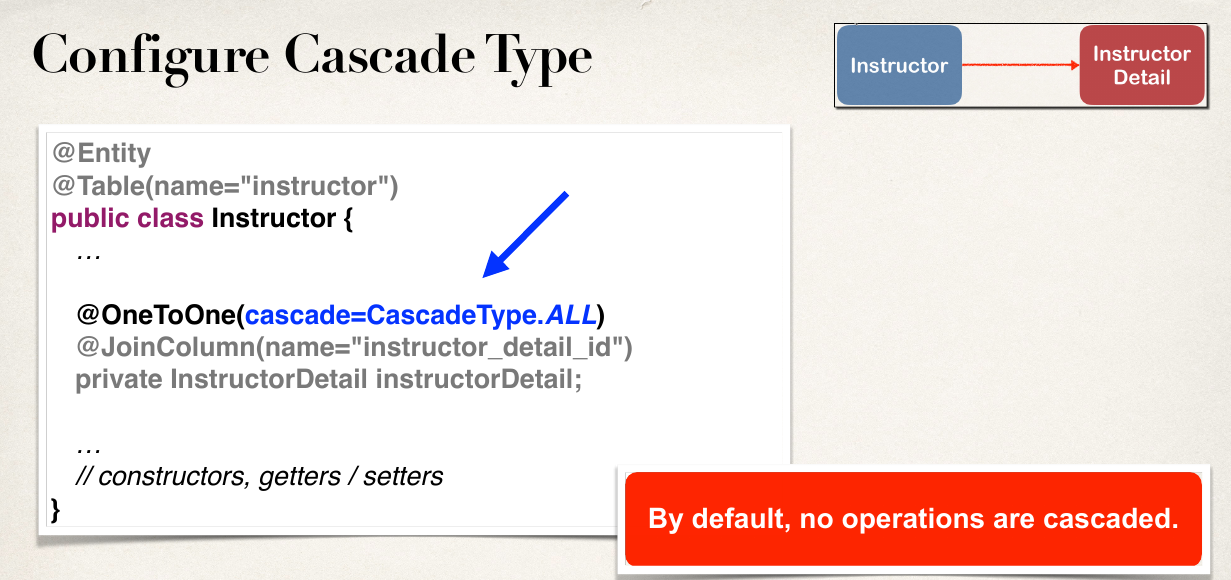 Configure Cascade Type
Instructor
Instructor
Detail
@Entity
@Table(name="instructor")
public class Instructor {
…
@OneToOne(cascade=CascadeType.ALL)
@JoinColumn(name="instructor_detail_id")
private InstructorDetail instructorDetail;
…
// constructors, getters / setters
}
By default, no operations are cascaded.